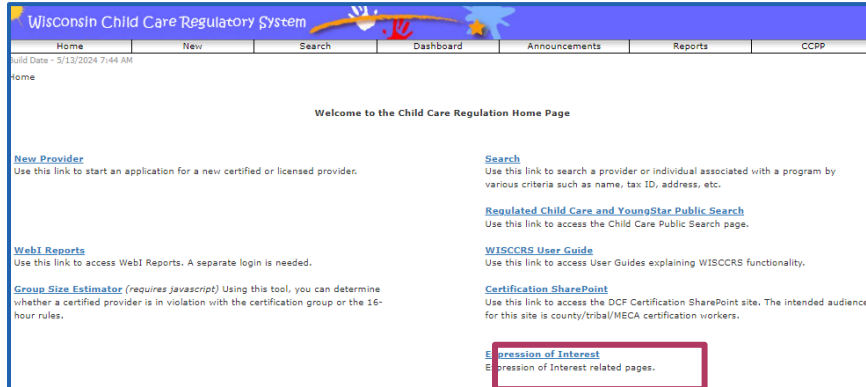 Wisconsin Child Care Regulatory System
Home New Search Dashboard Announcements Reports CCPP
Build Date - 5/13/2024 7:44 AM
Home
Welcome to the Child Care Regulation Home Page
New Provider
Use this link to start an application for a new certified or licensed provider.
Search
Use this link to search a provider or individual associated with a program by
various criteria such as name, tax ID, address, etc.
Regulated Child Care and YoungStar Public Search
Use this link to access the Child Care Public Search page.
WebI Reports
Use this link to access WebI Reports. A separate login is needed.
WISCCRS User Guide
Use this link to access User Guides explaining WISCCRS functionality.
Group Size Estimator (requires javascript) Using this tool, you can determine
whether a certified provider is in violation with the certification group or the 16-
hour rules.
Certification SharePoint
Use this link to access the DCF Certification SharePoint site. The intended audience
for this site is county/tribal/MECA certification workers.
Expression of Interest
Expression of Interest related pages.